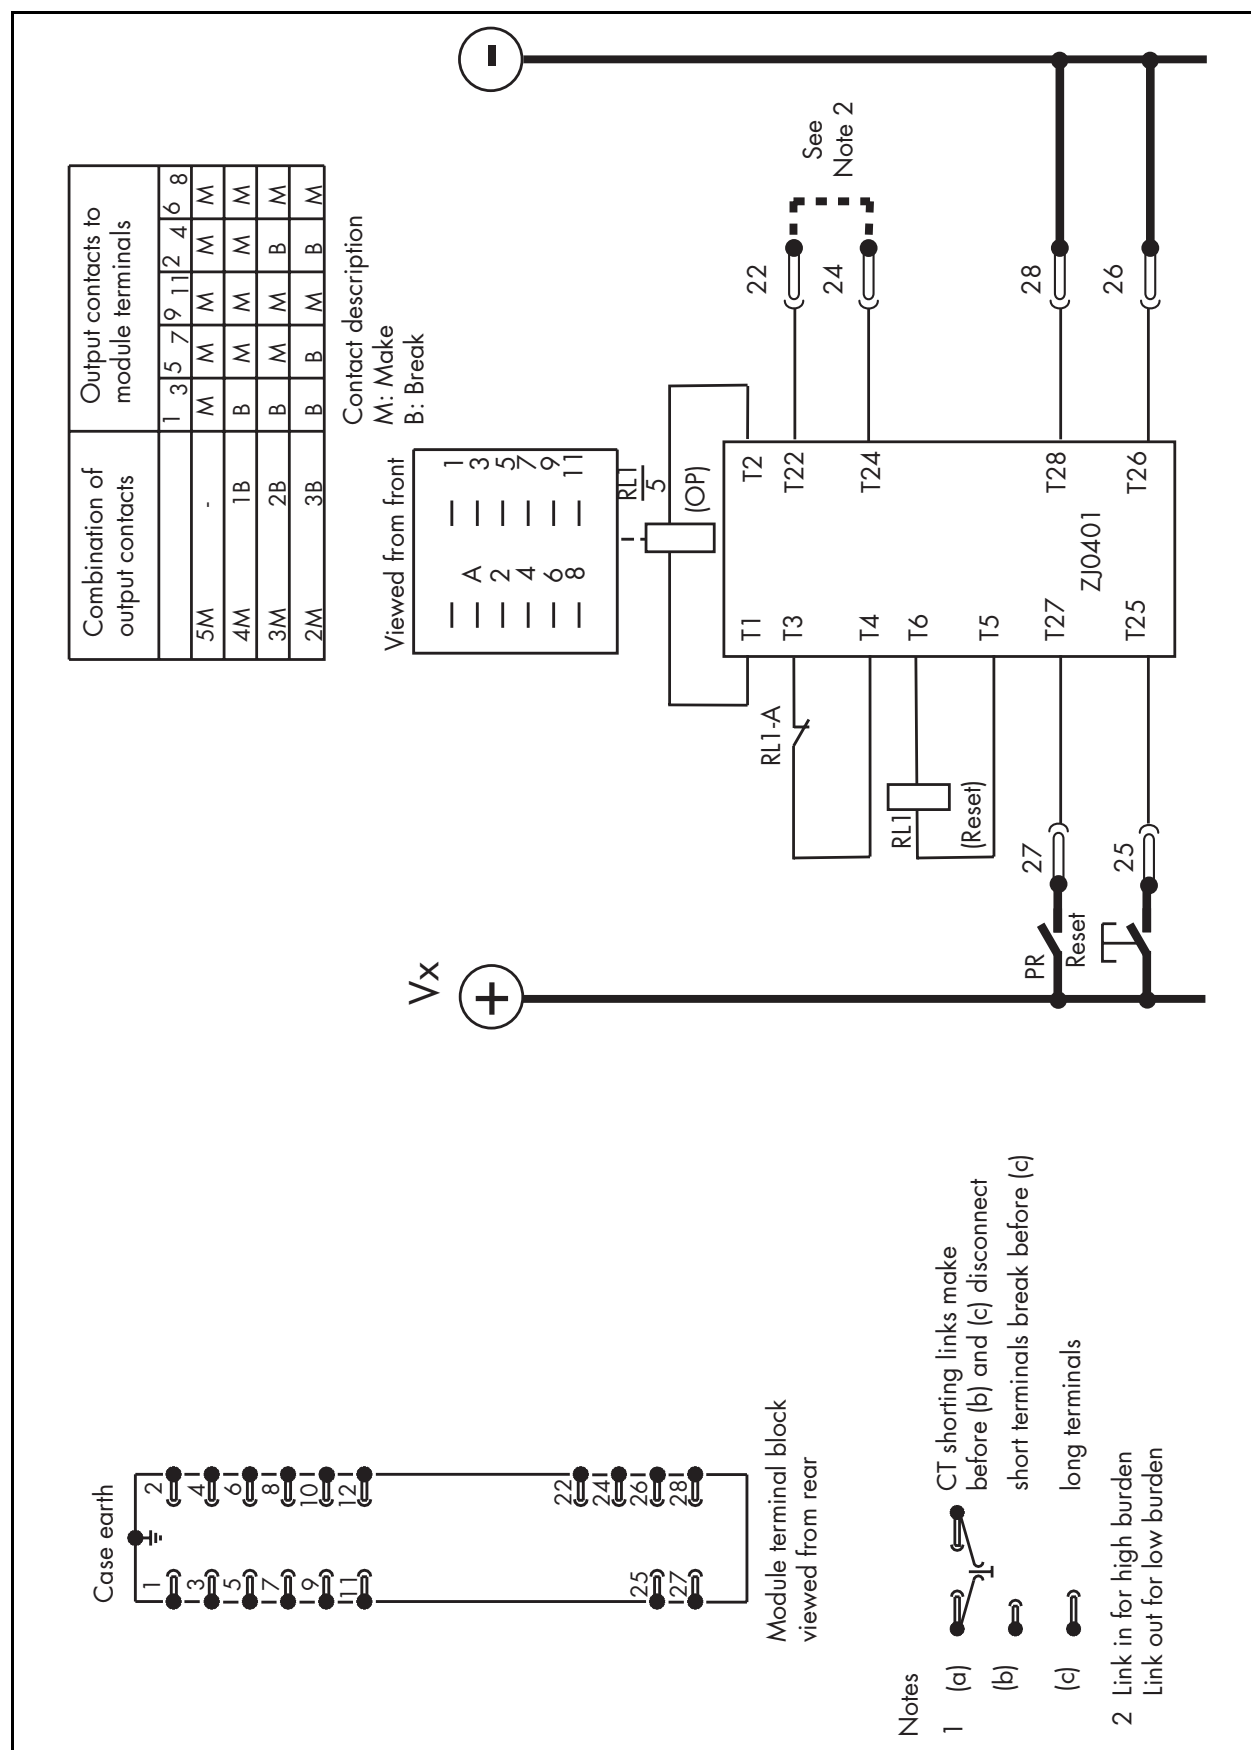 Case earth
1 2
3 4
5 6
7 8
9 10
11 12
22
24
25 26
27 28
Module terminal block
viewed from rear
Notes
1 (a) CT shorting links make
before (b) and (c) disconnect
(b) short terminals break before (c)
(c) long terminals
2 Link in for high burden
Link out for low burden
Combination of
output contacts
Output contacts to
module terminals
1 3 5 7 9 11 2 4 6 8
5M - M M M M M
4M 1B B M M M M
3M 2B B M M B M
2M 3B B B M B M
Contact description
M: Make
B: Break
Viewed from front
1
A 3
2 5
4 7
6 9
8 11
RL1
5
(OP)
Vx
+
-
T1 T2
T3 T22
T4 T24
T6
T5
T27 T28
ZJ0401
T25 T26
RL1-A
RL1
(Reset)
22
24
See
Note 2
28
26
27
PR
25
Reset